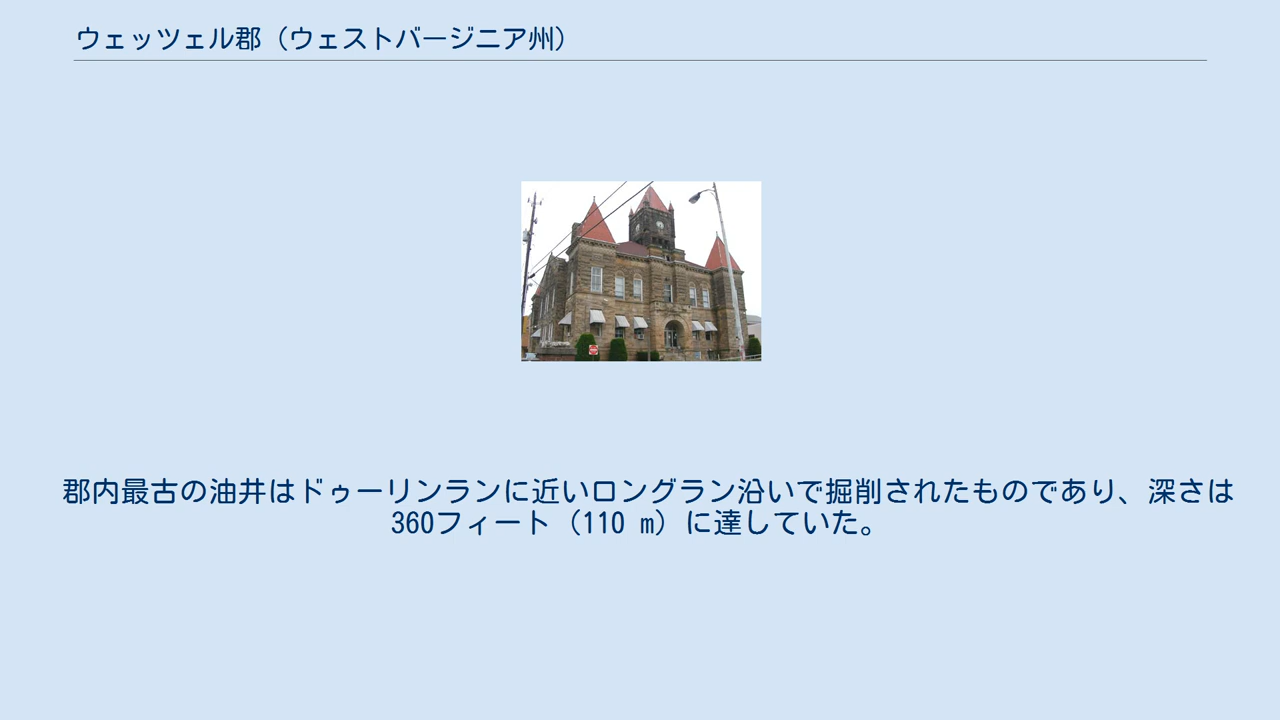 ウェッツェル郡（ウェストバージニア州）
郡内最古の油井はドゥーリンランに近いロングラン沿いで掘削されたものであり、深さは
360フィート（110 m）に達していた。